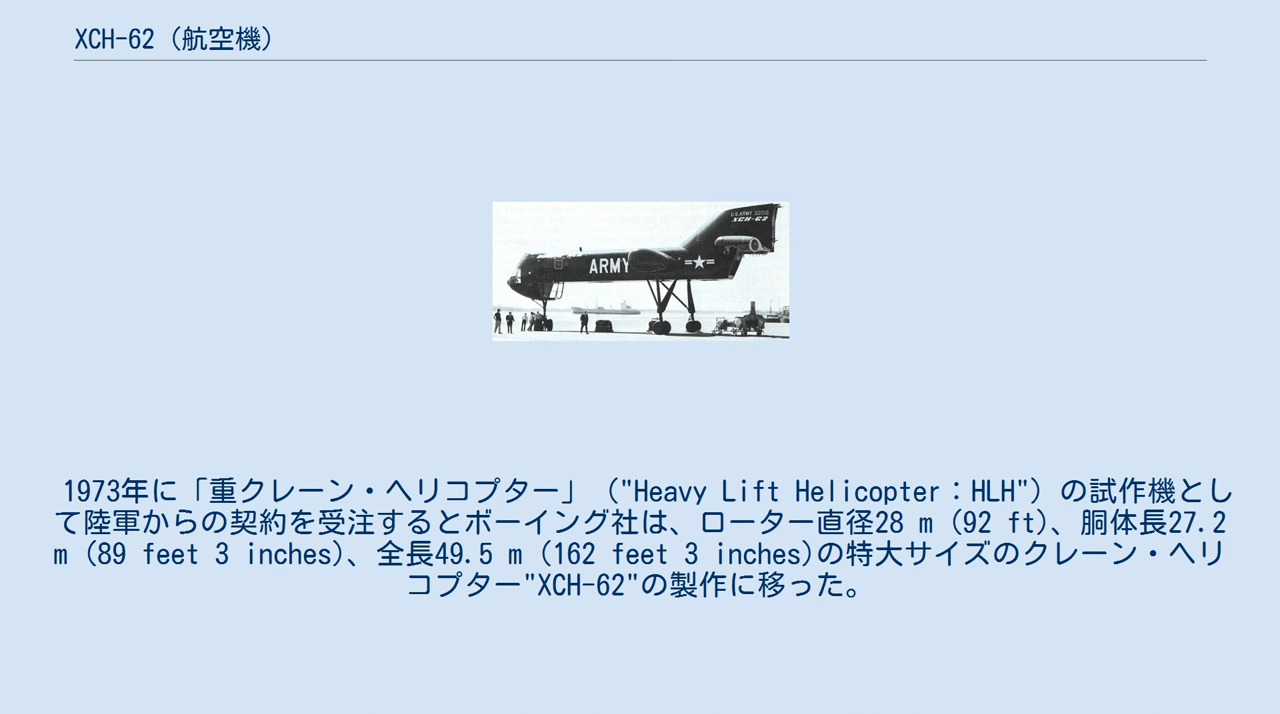 XCH-62（航空機）
U.S.ARMY
XCH-62
ARMY
1973年に「重クレーン・ヘリコプター」（"Heavy Lift Helicopter：HLH"）の試作機とし
て陸軍からの契約を受注するとボーイング社は、ローター直径28 m（92 ft）、胴体長27.2
m（89 feet 3 inches）、全長49.5 m（162 feet 3 inches)の特大サイズのクレーン・ヘリ
コプター"XCH-62"の製作に移った。